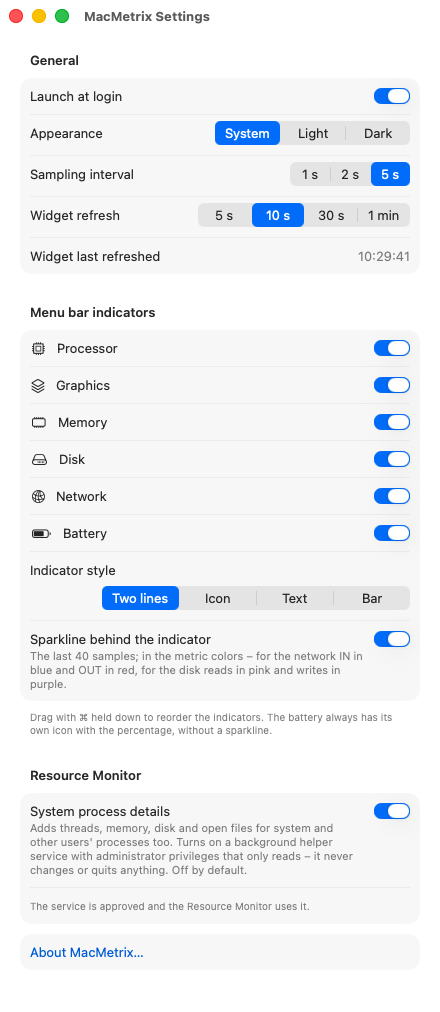 MacMetrix Settings
General
Launch at login
Appearance System Light Dark
Sampling interval 1 s 2 s 5 s
Widget refresh 5 s 10 s 30 s 1 min
Widget last refreshed 10:29:41
Menu bar indicators
Processor
Graphics
Memory
Disk
Network
Battery
Indicator style
Two lines Icon Text Bar
Sparkline behind the indicator
The last 40 samples; in the metric colors – for the network IN in
blue and OUT in red, for the disk reads in pink and writes in
purple.
Drag with ⌘ held down to reorder the indicators. The battery always has its
own icon with the percentage, without a sparkline.
Resource Monitor
System process details
Adds threads, memory, disk and open files for system and
other users' processes too. Turns on a background helper
service with administrator privileges that only reads – it never
changes or quits anything. Off by default.
The service is approved and the Resource Monitor uses it.
About MacMetrix...